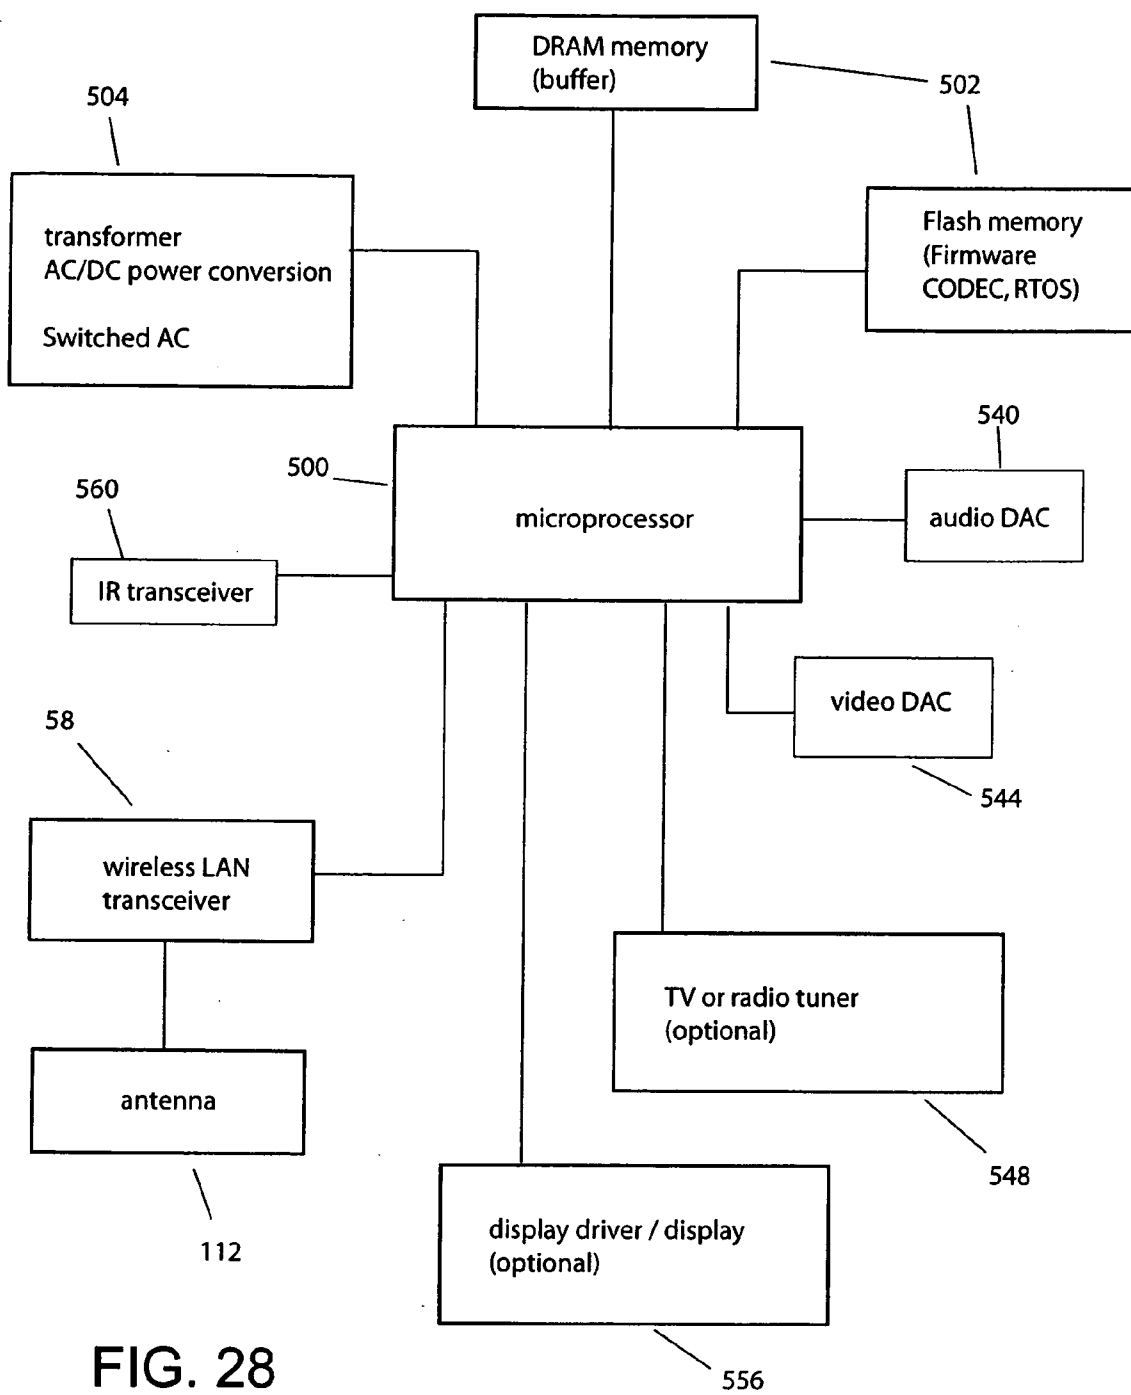 DRAM memory
(buffer)
502
504
transformer
AC/DC power conversion
Switched AC
Flash memory
(Firmware
CODEC, RTOS)
540
500
microprocessor
audio DAC
560
IR transceiver
video DAC
544
58
wireless LAN
transceiver
TV or radio tuner
(optional)
548
antenna
112
display driver / display
(optional)
556
FIG. 28